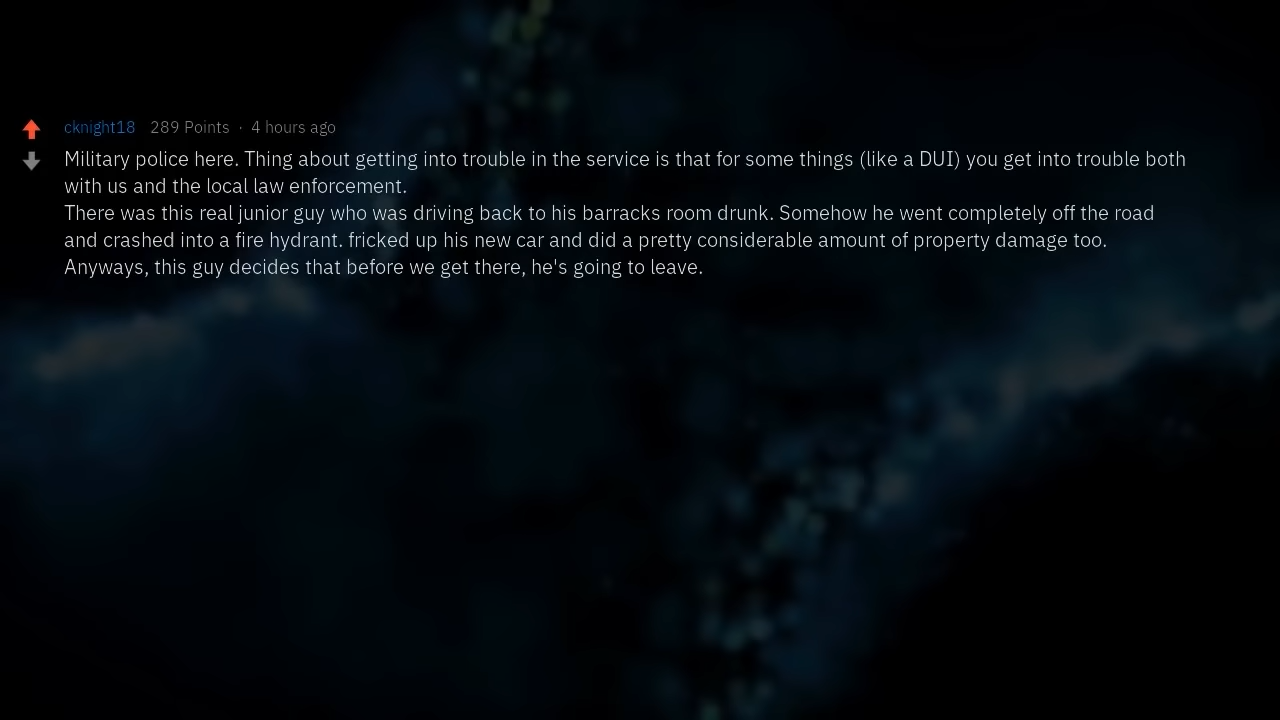 cknight18 289 Points · 4 hours ago
Military police here. Thing about getting into trouble in the service is that for some things (like a DUI) you get into trouble both
with us and the local law enforcement.
There was this real junior guy who was driving back to his barracks room drunk. Somehow he went completely off the road
and crashed into a fire hydrant. fricked up his new car and did a pretty considerable amount of property damage too.
Anyways, this guy decides that before we get there, he's going to leave.